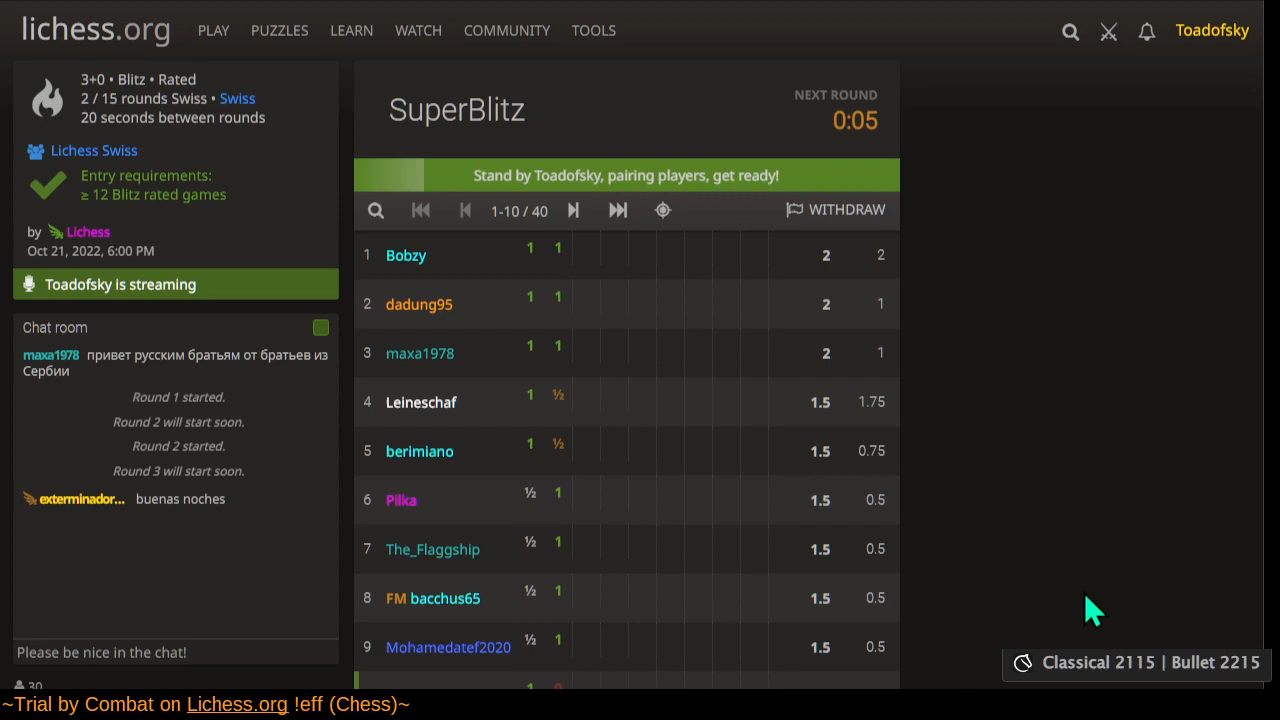 lichess.org PLAY PUZZLES LEARN WATCH COMMUNITY TOOLS Toadofsky
3+0 • Blitz • Rated
2 / 15 rounds Swiss • Swiss
20 seconds between rounds
Lichess Swiss
Entry requirements:
≥ 12 Blitz rated games
by Lichess
Oct 21, 2022, 6:00 PM
Toadofsky is streaming
Chat room
maxa1978 привет русским братьям от братьев из
Сербии
Round 1 started.
Round 2 will start soon.
Round 2 started.
Round 3 will start soon.
exterminador... buenas noches
Please be nice in the chat!
30
SuperBlitz
NEXT ROUND
0:05
Stand by Toadofsky, pairing players, get ready!
1-10 / 40 WITHDRAW
1 Bobzy 1 1 2 2
2 dadung95 1 1 2 1
3 maxa1978 1 1 2 1
4 Leineschaf 1 ½ 1.5 1.75
5 berimiano 1 ½ 1.5 0.75
6 Pilka ½ 1 1.5 0.5
7 The_Flaggship ½ 1 1.5 0.5
8 FM bacchus65 ½ 1 1.5 0.5
9 Mohamedatef2020 ½ 1 1.5 0.5
Classical 2115 | Bullet 2215
~Trial by Combat on Lichess.org !eff (Chess)~